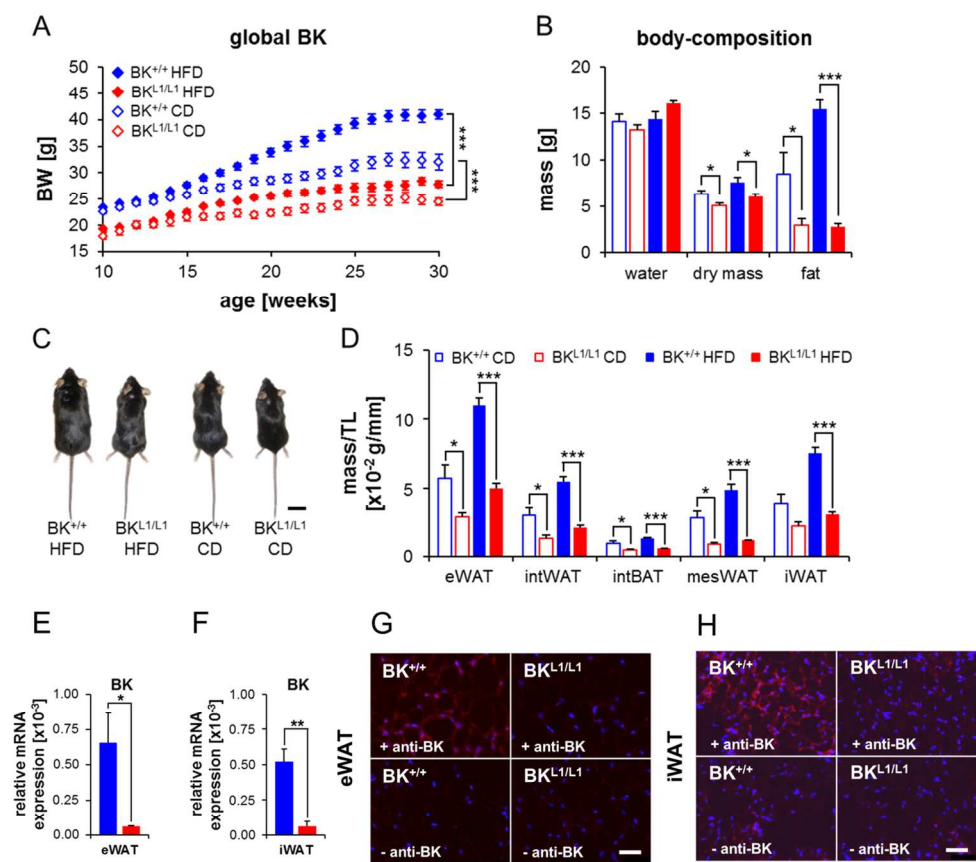 A
global BK
BK+/+ HFD
BKL1/L1 HFD
BK+/+ CD
BKL1/L1 CD
BW [g]
50
45
40
35
30
25
20
15
10 15 20 25 30
age [weeks]
***
***
B
body-composition
mass [g]
20
15
10
5
0
* * * ***
water dry mass fat
C
BK+/+ HFD
BKL1/L1 HFD
BK+/+ CD
BKL1/L1 CD
D
BK+/+ CD BKL1/L1 CD BK+/+ HFD BKL1/L1 HFD
mass/TL
[x10-2 g/mm]
15
10
5
0
* *** * *** * *** * *** ***
eWAT intWAT intBAT mesWAT iWAT
E
BK
relative mRNA
expression [x10-3]
1.00
0.75
0.50
0.25
0.00
*
eWAT
F
BK
relative mRNA
expression [x10-3]
1.00
0.75
0.50
0.25
0.00
**
iWAT
G
eWAT
BK+/+ BKL1/L1
+ anti-BK + anti-BK
BK+/+ BKL1/L1
- anti-BK - anti-BK
H
iWAT
BK+/+ BKL1/L1
+ anti-BK + anti-BK
BK+/+ BKL1/L1
- anti-BK - anti-BK